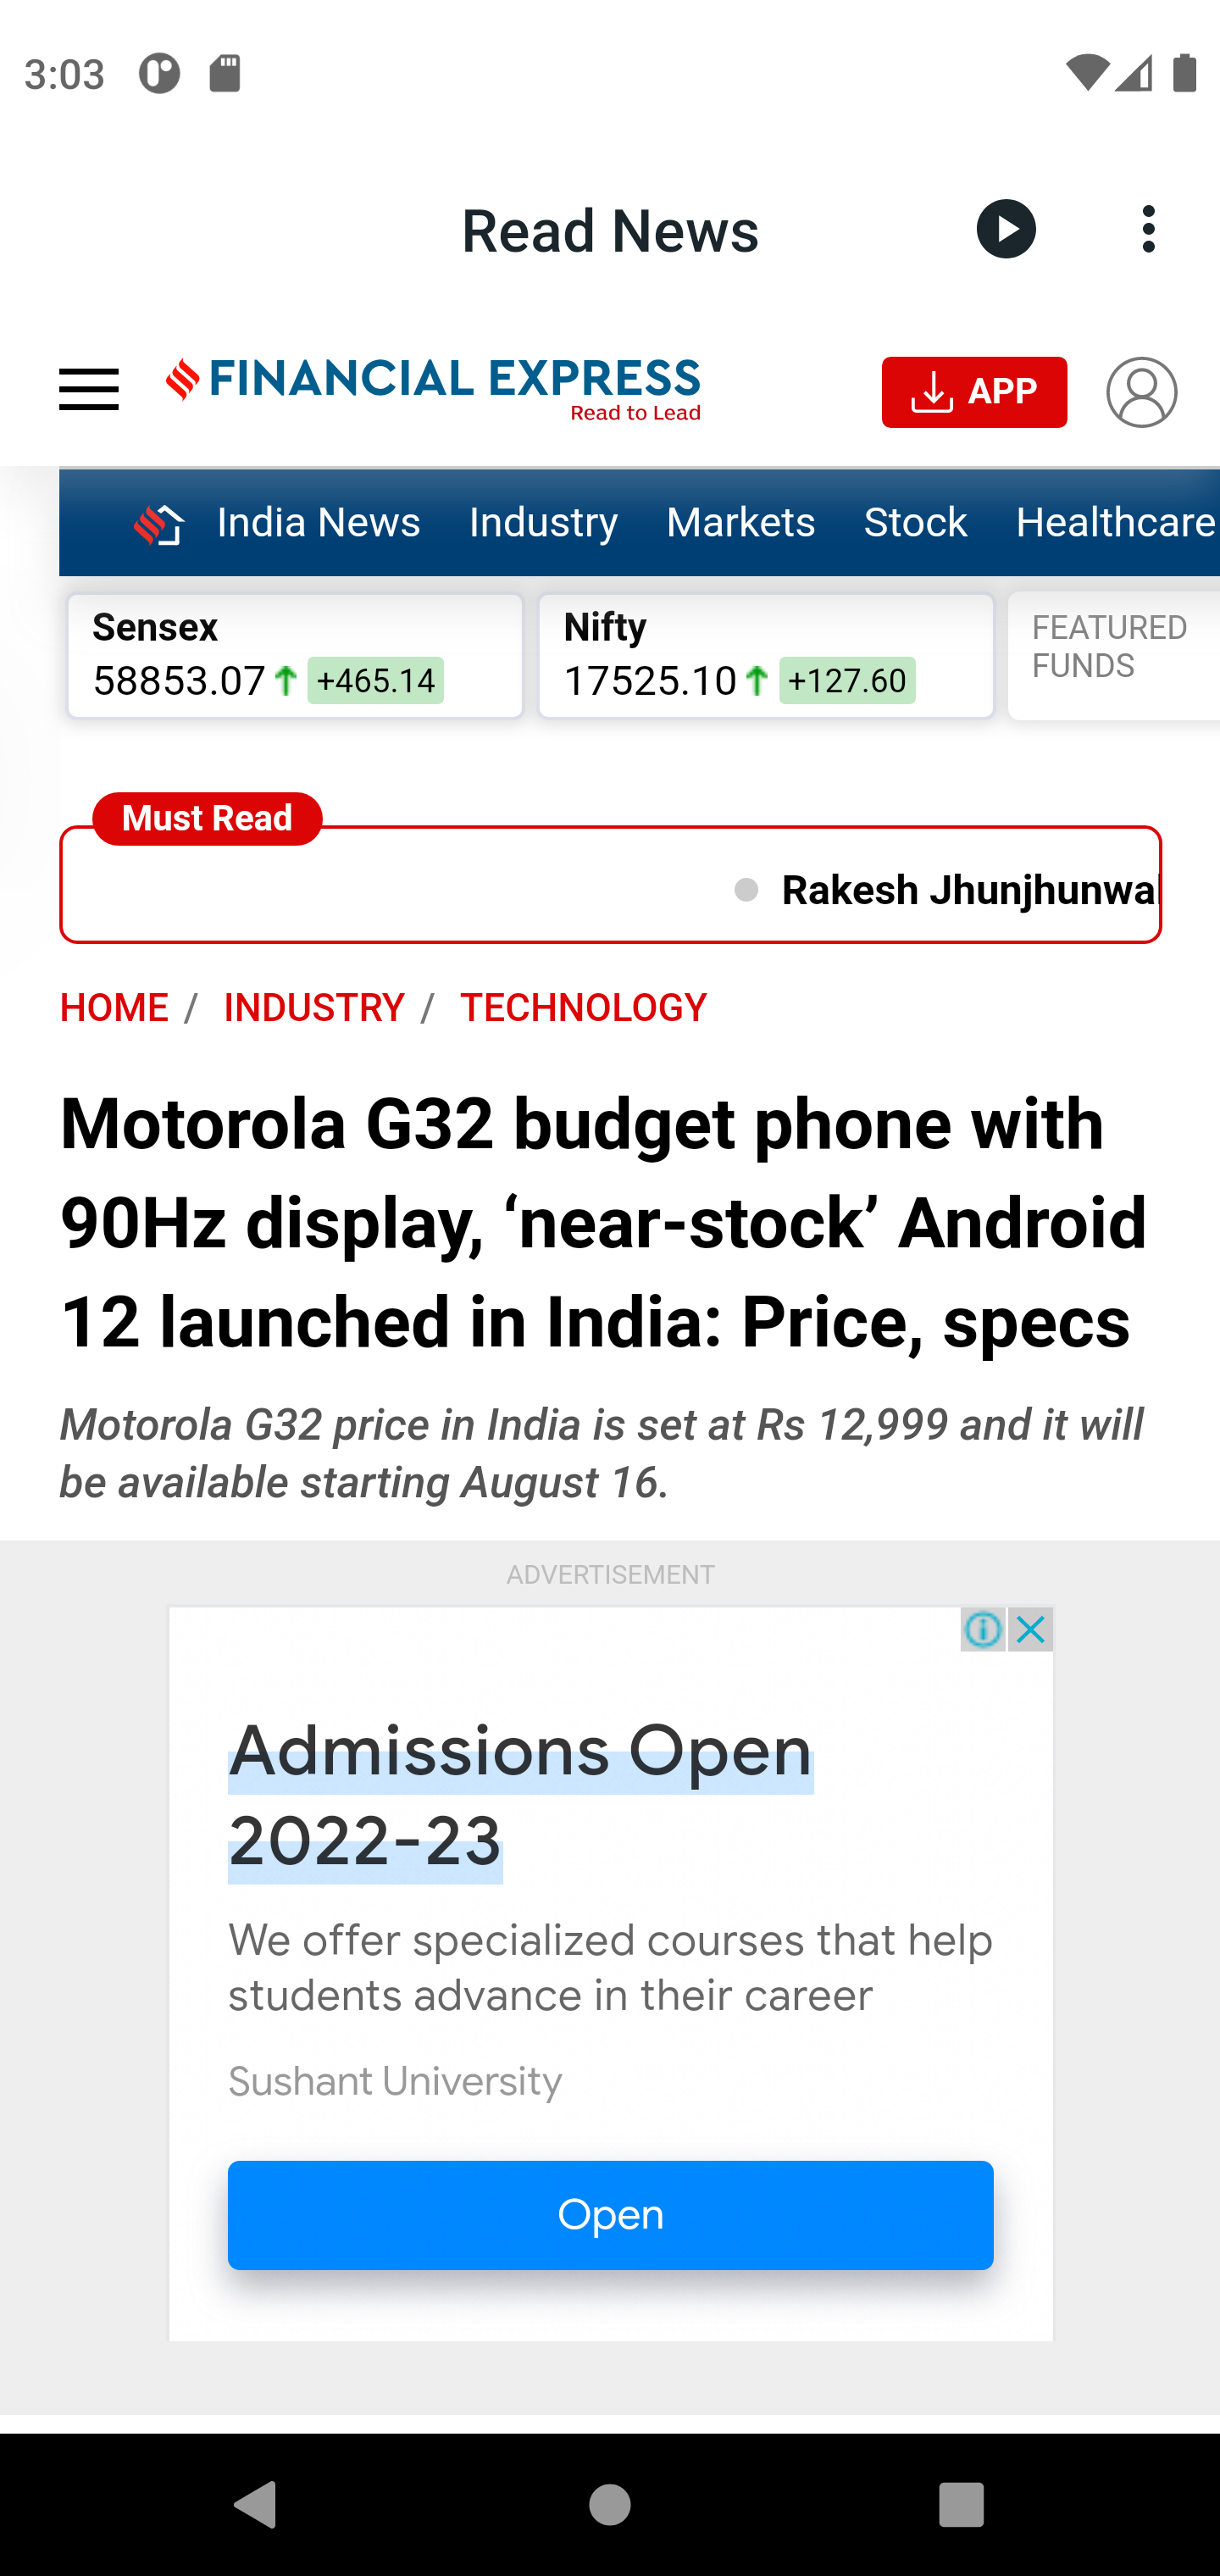 3:03
Read News
FINANCIAL EXPRESS
Read to Lead
APP
India News Industry Markets Stock Healthcare
Sensex
58853.07 +465.14
Nifty
17525.10 +127.60
FEATURED
FUNDS
Must Read
Rakesh Jhunjhunwal
HOME / INDUSTRY / TECHNOLOGY
Motorola G32 budget phone with
90Hz display, ‘near-stock’ Android
12 launched in India: Price, specs
Motorola G32 price in India is set at Rs 12,999 and it will
be available starting August 16.
ADVERTISEMENT
Admissions Open
2022-23
We offer specialized courses that help
students advance in their career
Sushant University
Open